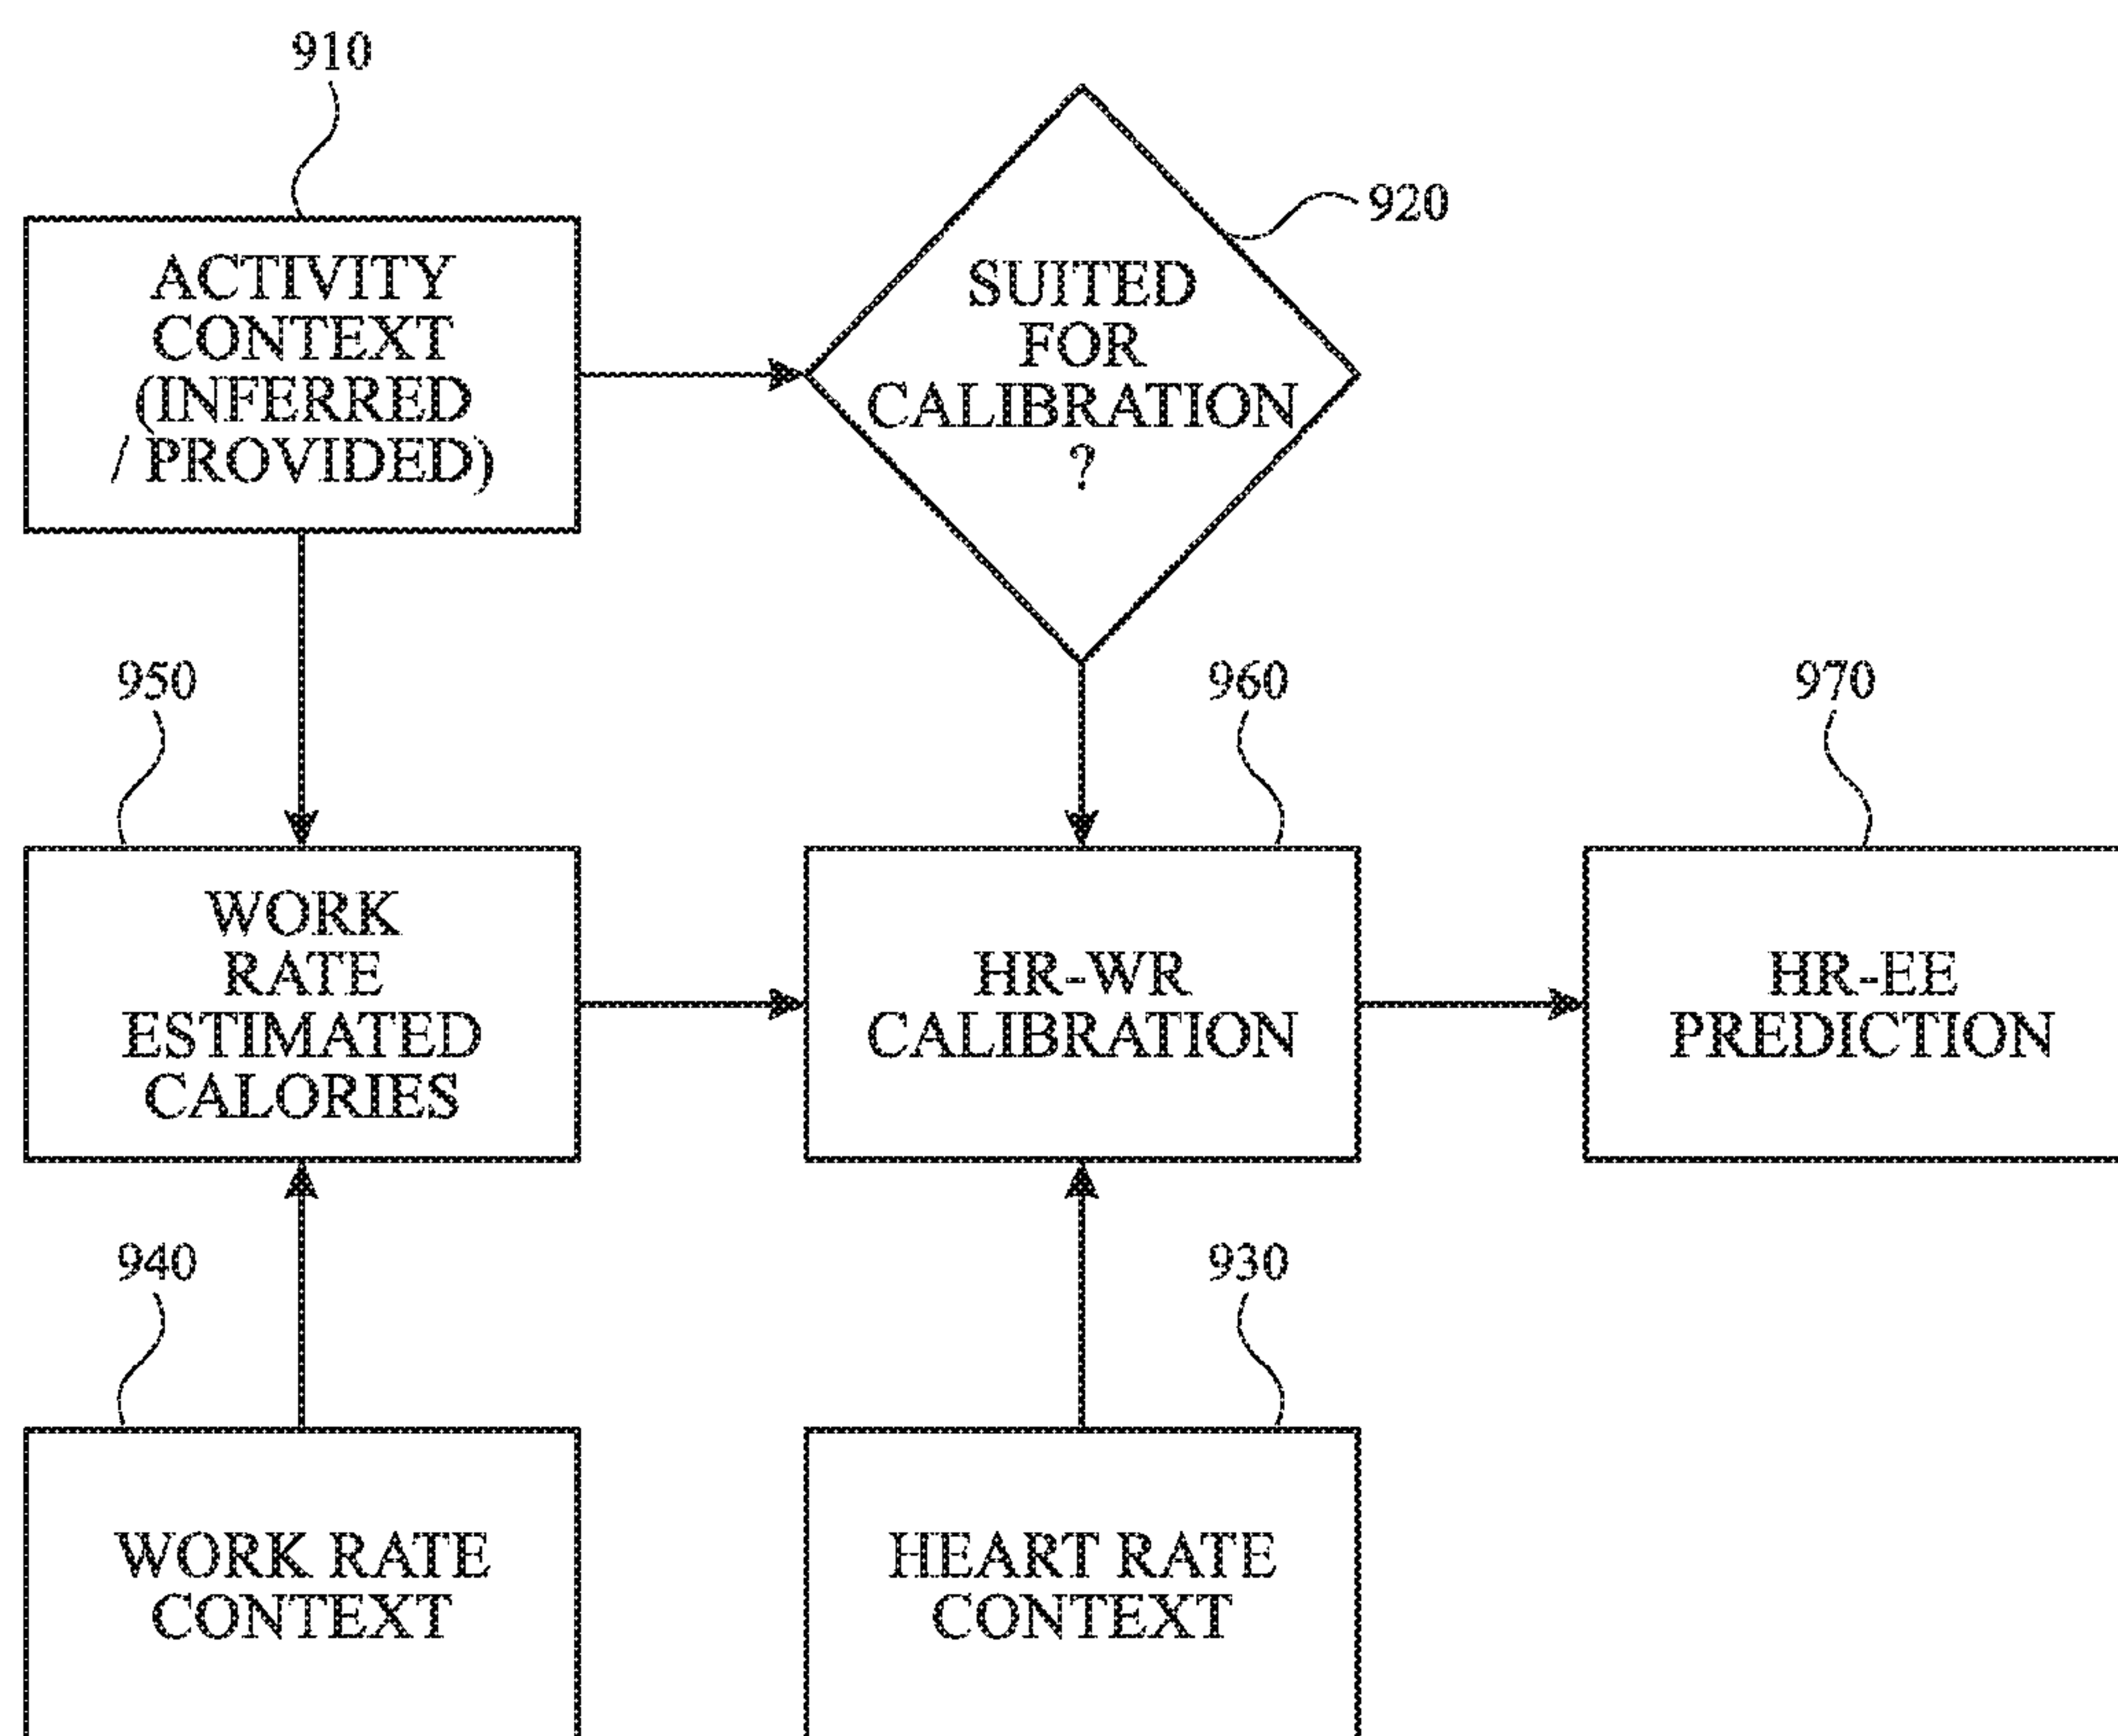 910
920
ACTIVITY
CONTEXT
(INFERRED
/ PROVIDED)
SUITED
FOR
CALIBRATION
?
950
960
970
WORK
RATE
ESTIMATED
CALORIES
HR-WR
CALIBRATION
HR-EE
PREDICTION
940
930
WORK RATE
CONTEXT
HEART RATE
CONTEXT